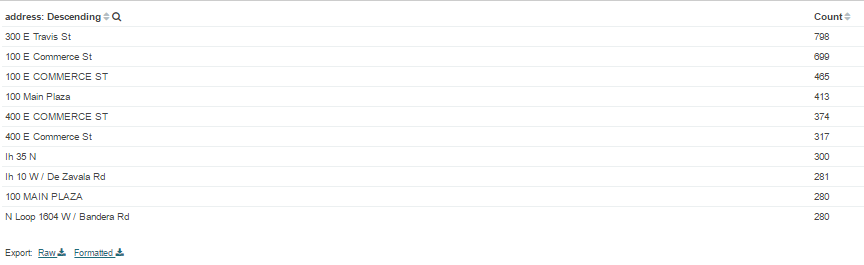 address: Descending Count
300 E Travis St 798
100 E Commerce St 699
100 E COMMERCE ST 465
100 Main Plaza 413
400 E COMMERCE ST 374
400 E Commerce St 317
Ih 35 N 300
Ih 10 W / De Zavala Rd 281
100 MAIN PLAZA 280
N Loop 1604 W / Bandera Rd 280
Export: Raw Formatted